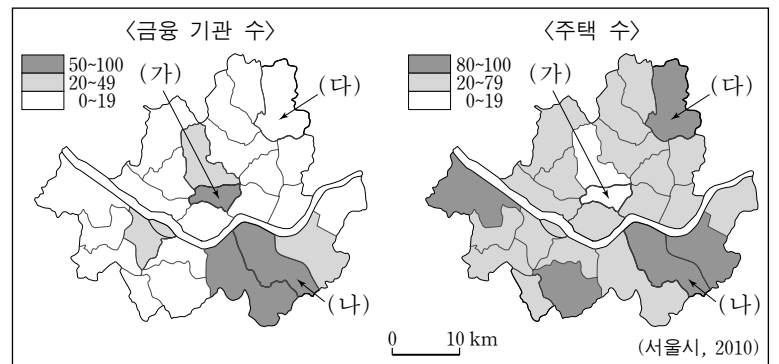 〈금융 기관 수〉
50~100
20~49
0~19
(가)
(다)
(나)
〈주택 수〉
80~100
20~79
0~19
(가)
(다)
(나)
0 10 km
(서울시, 2010)